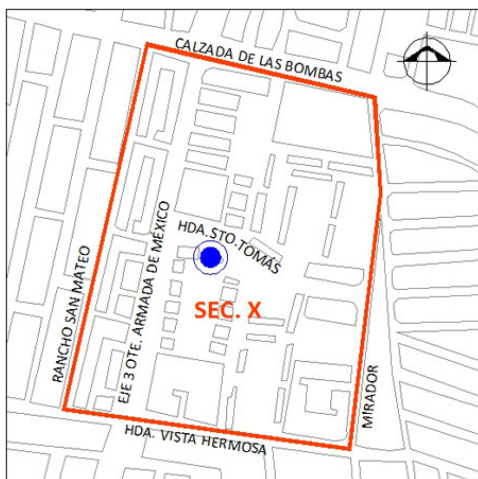 CALZADA DE LAS BOMBAS
HDA.STO.TOMÁS
RANCHO SAN MATEO
EJE 3 OTE. ARMADA DE MÉXICO
SEC. X
MIRADOR
HDA. VISTA HERMOSA